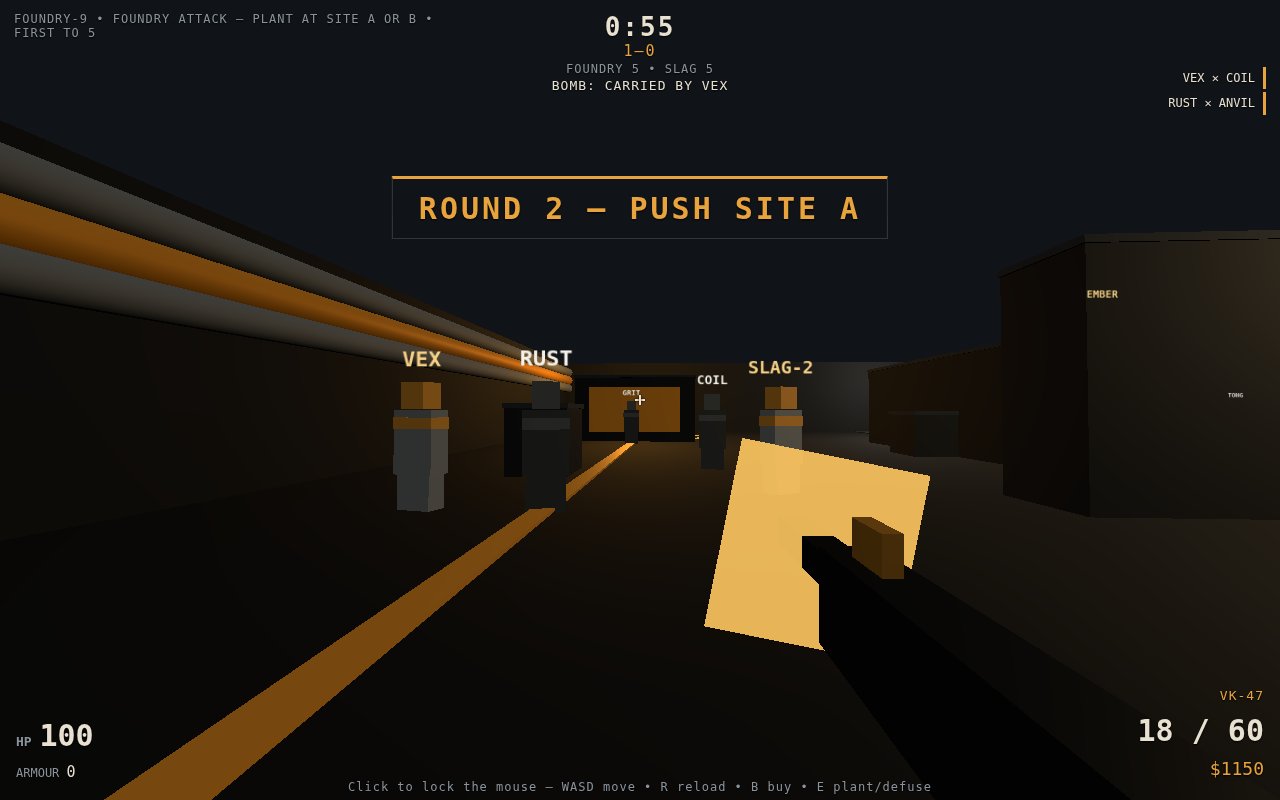 FOUNDRY-9 • FOUNDRY ATTACK — PLANT AT SITE A OR B •
FIRST TO 5
0:55
1—0
FOUNDRY 5 • SLAG 5
BOMB: CARRIED BY VEX
VEX × COIL
RUST × ANVIL
ROUND 2 — PUSH SITE A
EMBER
VEX
RUST
SLAG-2
COIL
GRIT
TONG
VK-47
HP 100
18 / 60
ARMOUR 0
$1150
Click to lock the mouse — WASD move • R reload • B buy • E plant/defuse